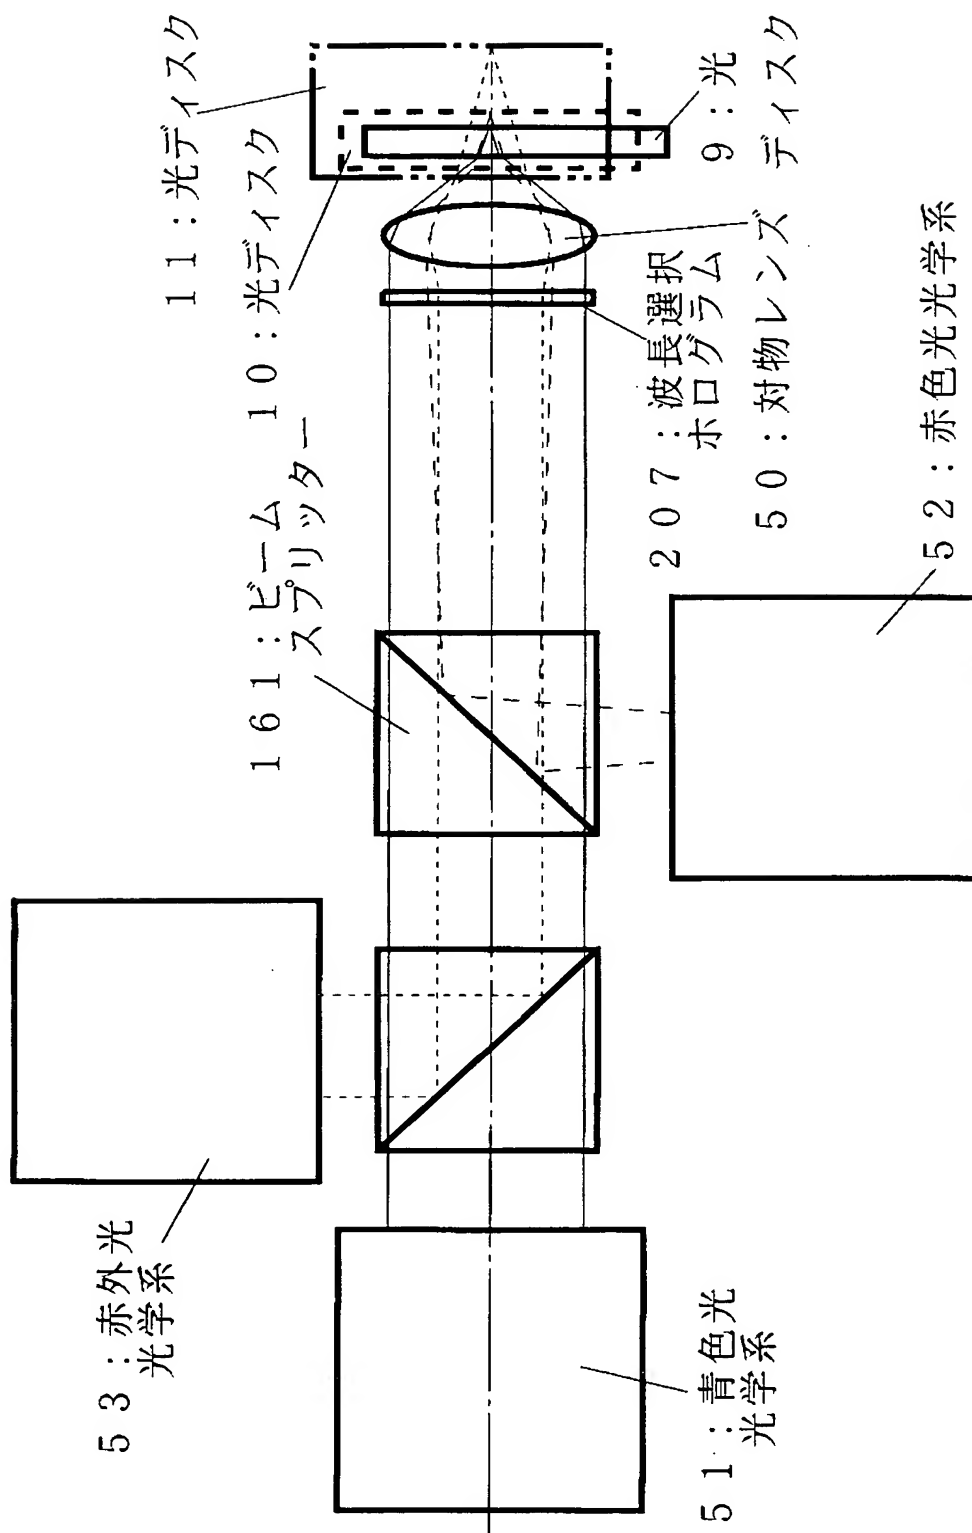 11:光ディスク
10:光ディスク
161:ビーム
スプリッター
53:赤外光
光学系
9:光
ディスク
207:波長選択
ホログラム
50:対物レンズ
52:赤色光光学系
51:青色光
光学系